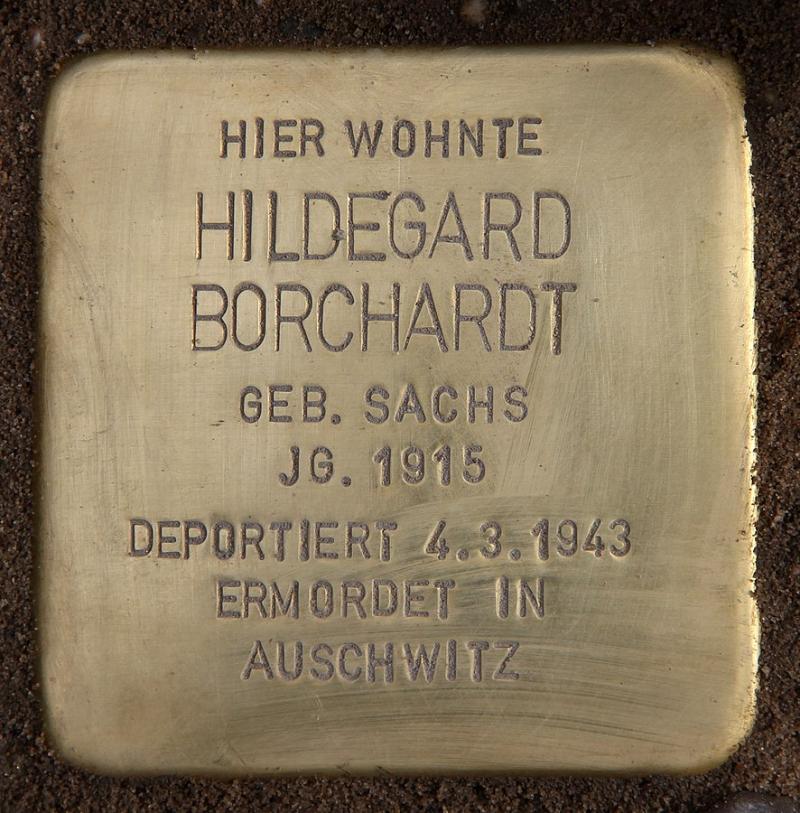 HIER WOHNTE
HILDEGARD
BORCHARDT
GEB. SACHS
JG. 1915
DEPORTIERT 4.3.1943
ERMORDET IN
AUSCHWITZ